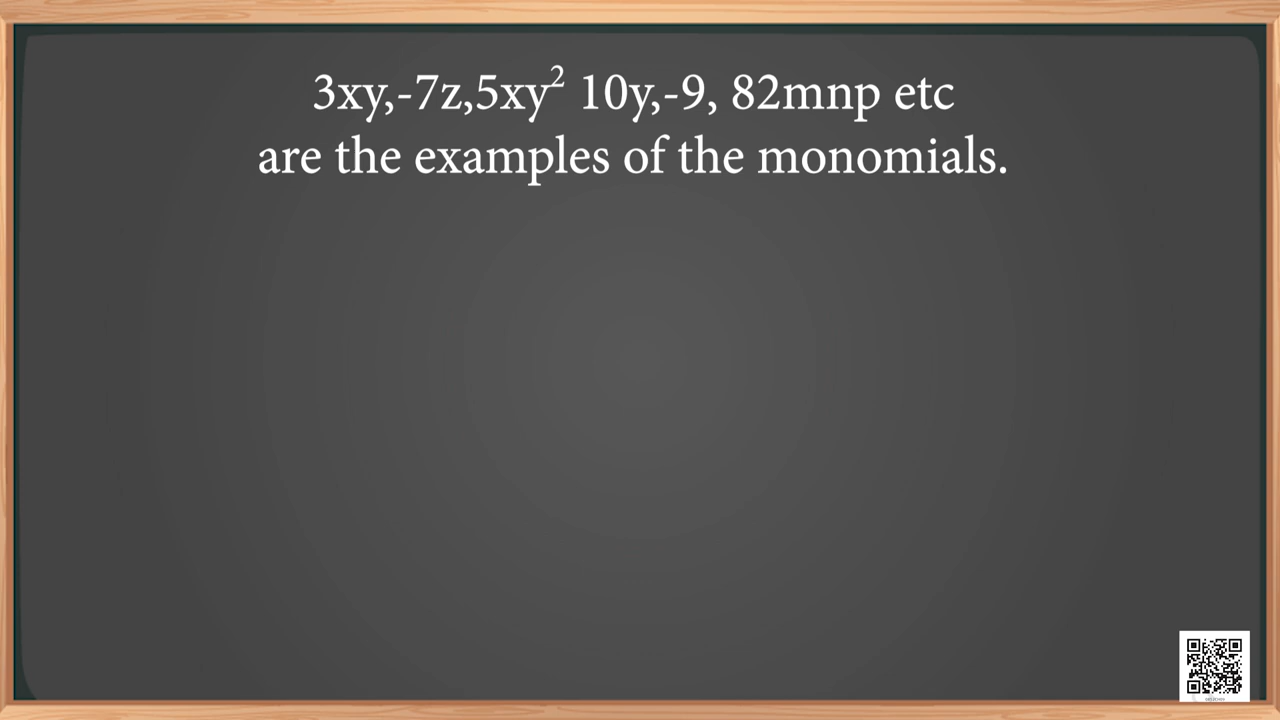 3xy,-7z,5xy² 10y,-9, 82mnp etc
are the examples of the monomials.